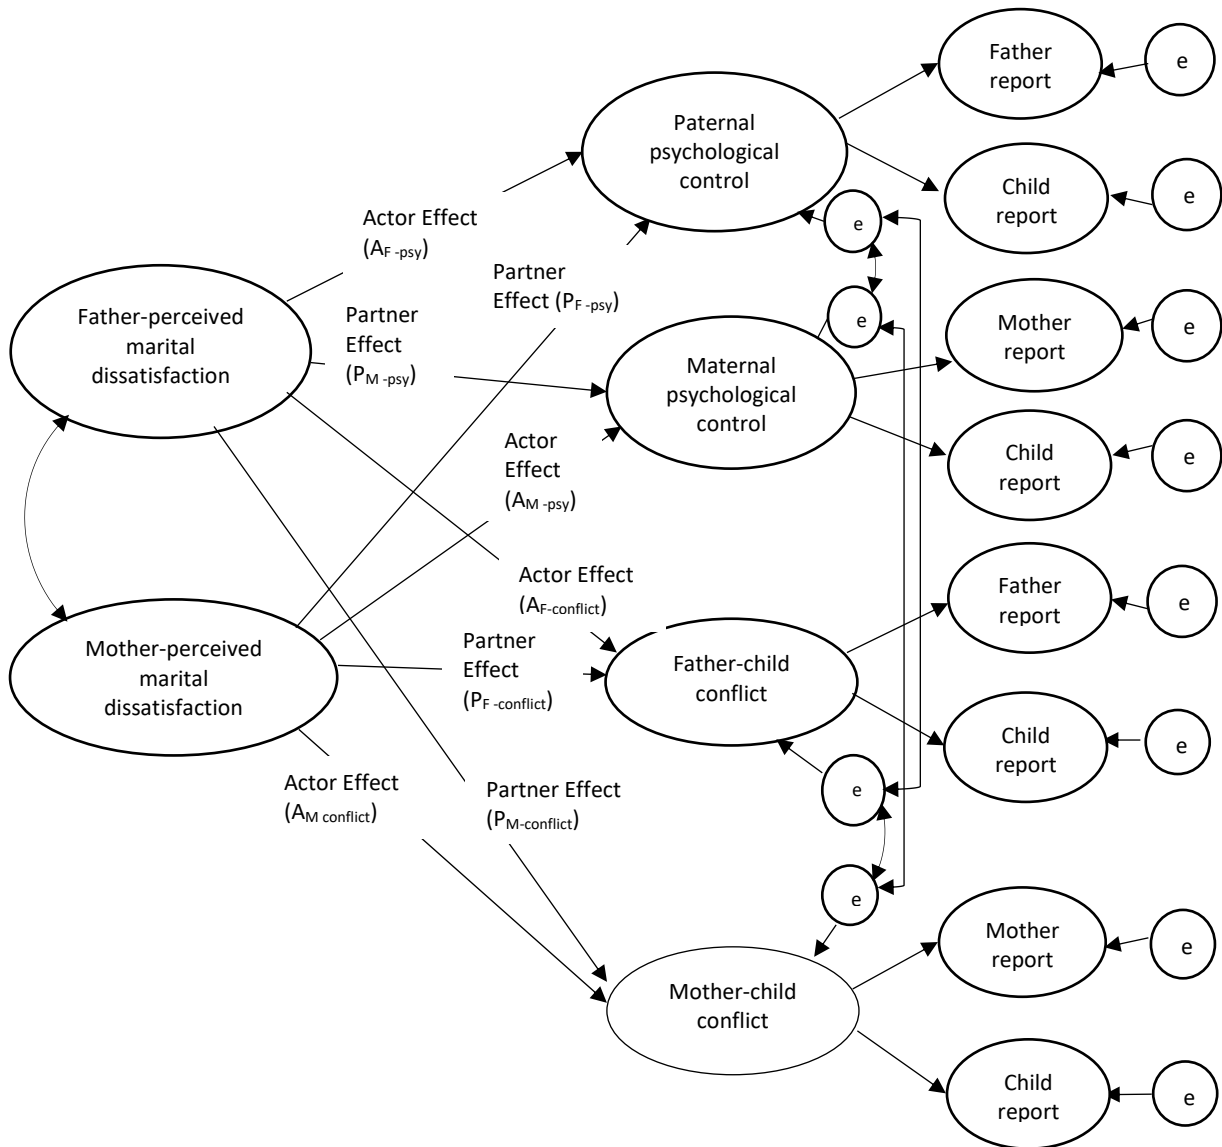 Father
report
e
Paternal
psychological
control
Child
report
e
Actor Effect
(AF -psy)
e
Partner
Effect (PF -psy)
Father-perceived
marital
dissatisfaction
Partner
Effect
(PM -psy)
e
Mother
report
e
Maternal
psychological
control
Actor
Effect
(AM -psy)
Child
report
e
Actor Effect
(AF-conflict)
Father
report
e
Mother-perceived
marital
dissatisfaction
Partner
Effect
(PF -conflict)
Father-child
conflict
Child
report
e
Actor Effect
(AM conflict)
Partner Effect
(PM-conflict)
e
e
Mother
report
e
Mother-child
conflict
Child
report
e